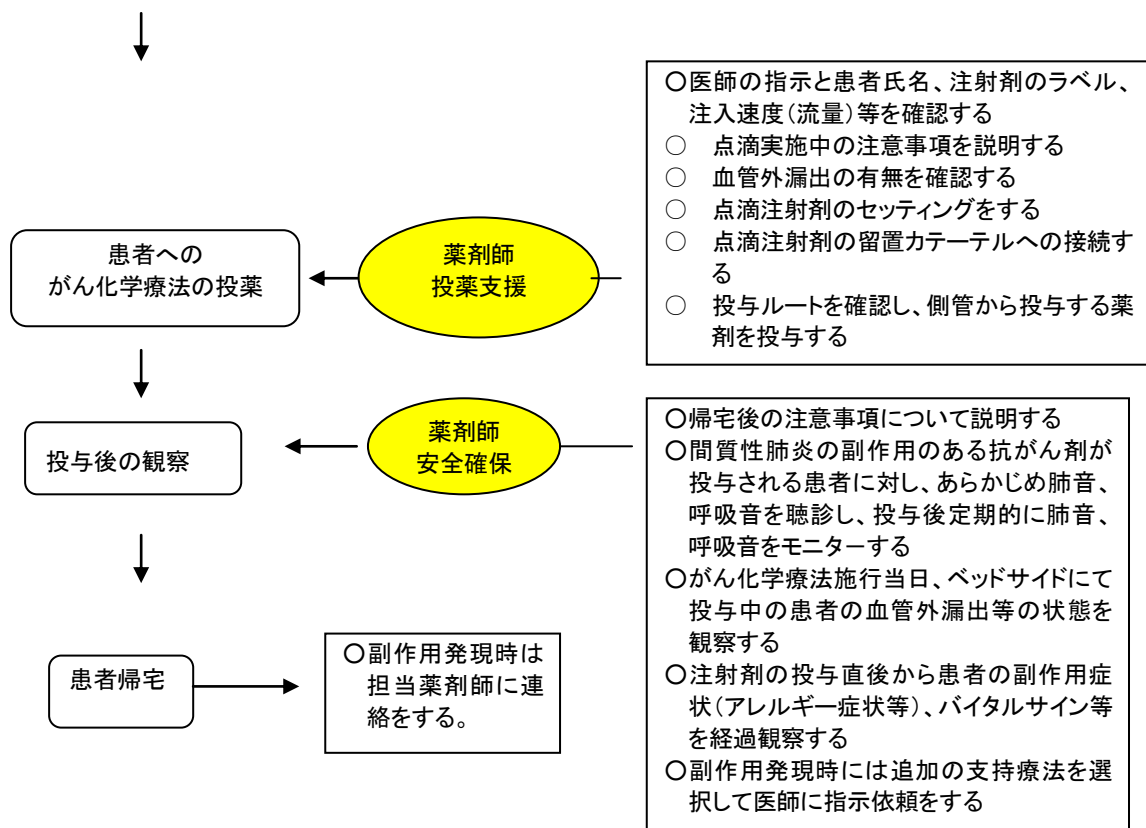 〇医師の指示と患者氏名、注射剤のラベル、
注入速度（流量）等を確認する
○　点滴実施中の注意事項を説明する
○　血管外漏出の有無を確認する
○　点滴注射剤のセッティングをする
○　点滴注射剤の留置カテーテルへの接続す
る
○　投与ルートを確認し、側管から投与する薬
剤を投与する
患者への
がん化学療法の投薬
薬剤師
投薬支援
投与後の観察
薬剤師
安全確保
〇帰宅後の注意事項について説明する
〇間質性肺炎の副作用のある抗がん剤が
投与される患者に対し、あらかじめ肺音、
呼吸音を聴診し、投与後定期的に肺音、
呼吸音をモニターする
〇がん化学療法施行当日、ベッドサイドにて
投与中の患者の血管外漏出等の状態を
観察する
〇注射剤の投与直後から患者の副作用症
状（アレルギー症状等）、バイタルサイン等
を経過観察する
〇副作用発現時には追加の支持療法を選
択して医師に指示依頼をする
患者帰宅
〇副作用発現時は
担当薬剤師に連
絡をする。